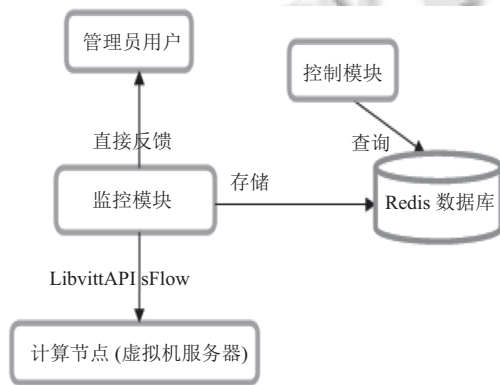 管理员用户
控制模块
直接反馈
查询
监控模块
存储
Redis 数据库
LibvittAPI sFlow
计算节点 (虚拟机服务器)